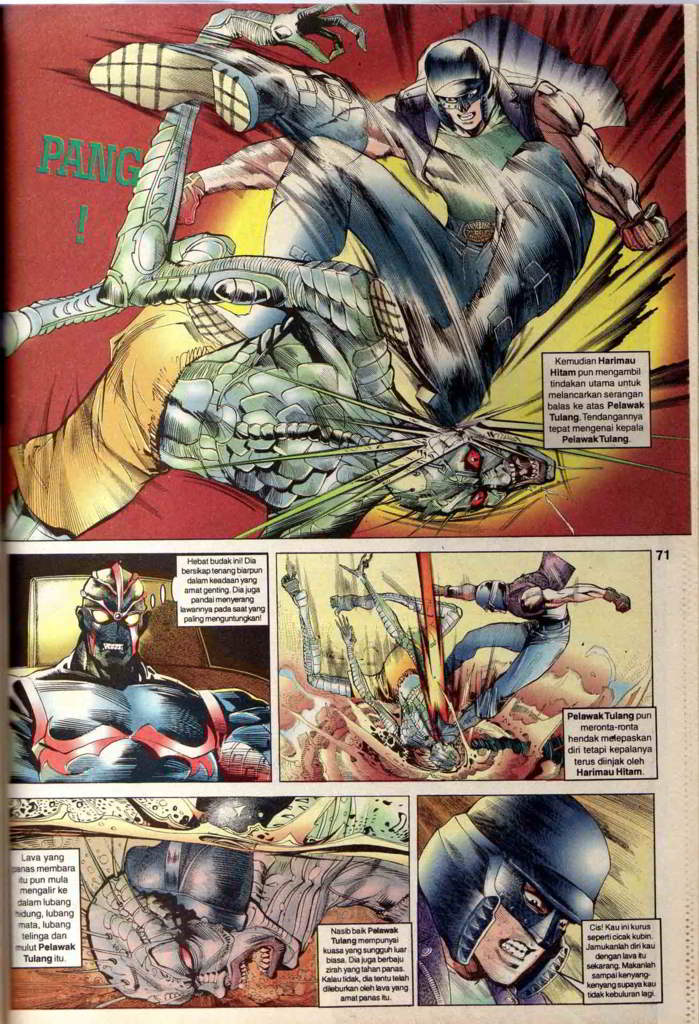 PANG
!
Kemudian Harimau
Hitam pun mengambil
tindakan utama untuk
melancarkan serangan
balas ke atas Pelawak
Tulang. Tendangannya
tepat mengenai kepala
Pelawak Tulang.
71
Hebat budak ini! Dia
bersikap tenang biarpun
dalam keadaan yang
amat genting. Dia juga
pandai menyerang
lawannya pada saat yang
paling menguntungkan!
Pelawak Tulang pun
meronta-ronta
hendak melepaskan
diri tetapi kepalanya
terus diinjak oleh
Harimau Hitam.
Lava yang
panas membara
itu pun mula
mengalir ke
dalam lubang
hidung, lubang
mata, lubang
telinga dan
mulut Pelawak
Tulang itu.
Nasib baik Pelawak
Tulang mempunyai
kuasa yang sungguh luar
biasa. Dia juga berbaju
zirah yang tahan panas.
Kalau tidak, dia tentu telah
dileburkan oleh lava yang
amat panas itu.
Cis! Kau ini kurus
seperti cicak kubin.
Jamukanlah diri kau
dengan lava itu
sekarang. Makanlah
sampai kenyang-
kenyang supaya kau
tidak kebuluran lagi.